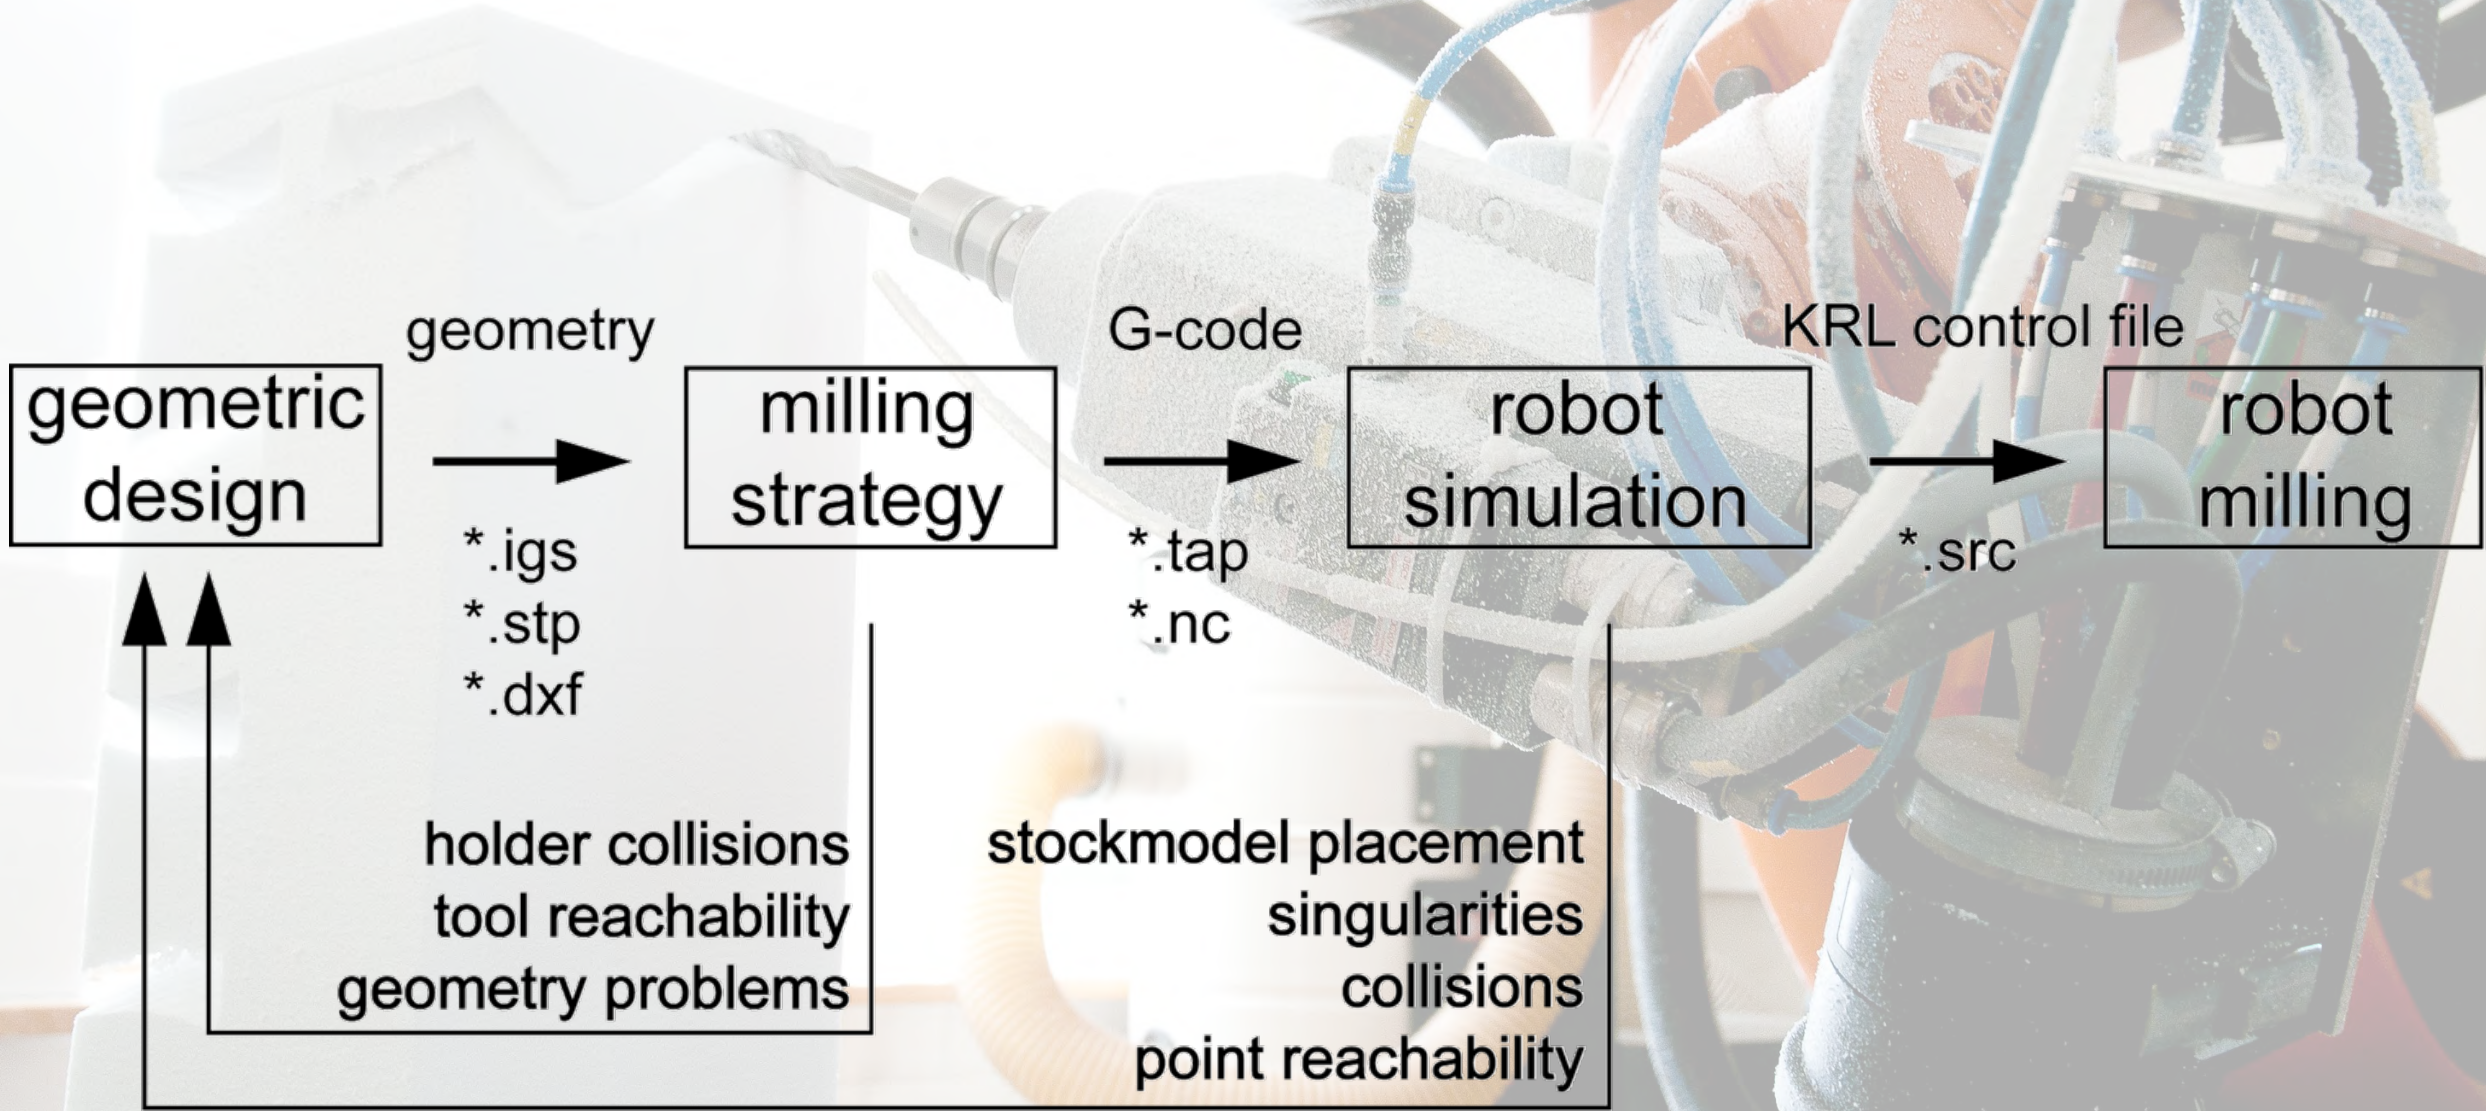 geometry
G-code
KRL control file
geometric
design
milling
strategy
robot
simulation
robot
milling
*.igs
*.stp
*.dxf
*.tap
*.nc
*.src
holder collisions
tool reachability
geometry problems
stockmodel placement
singularities
collisions
point reachability